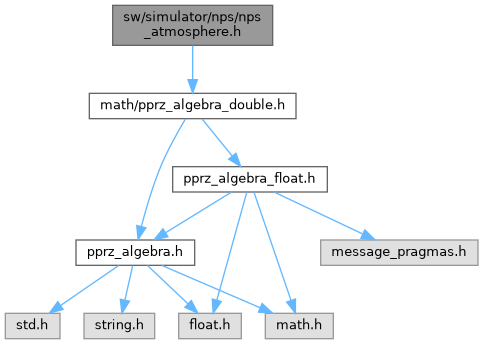 sw/simulator/nps/nps
_atmosphere.h
math/pprz_algebra_double.h
pprz_algebra_float.h
pprz_algebra.h
message_pragmas.h
std.h
string.h
float.h
math.h